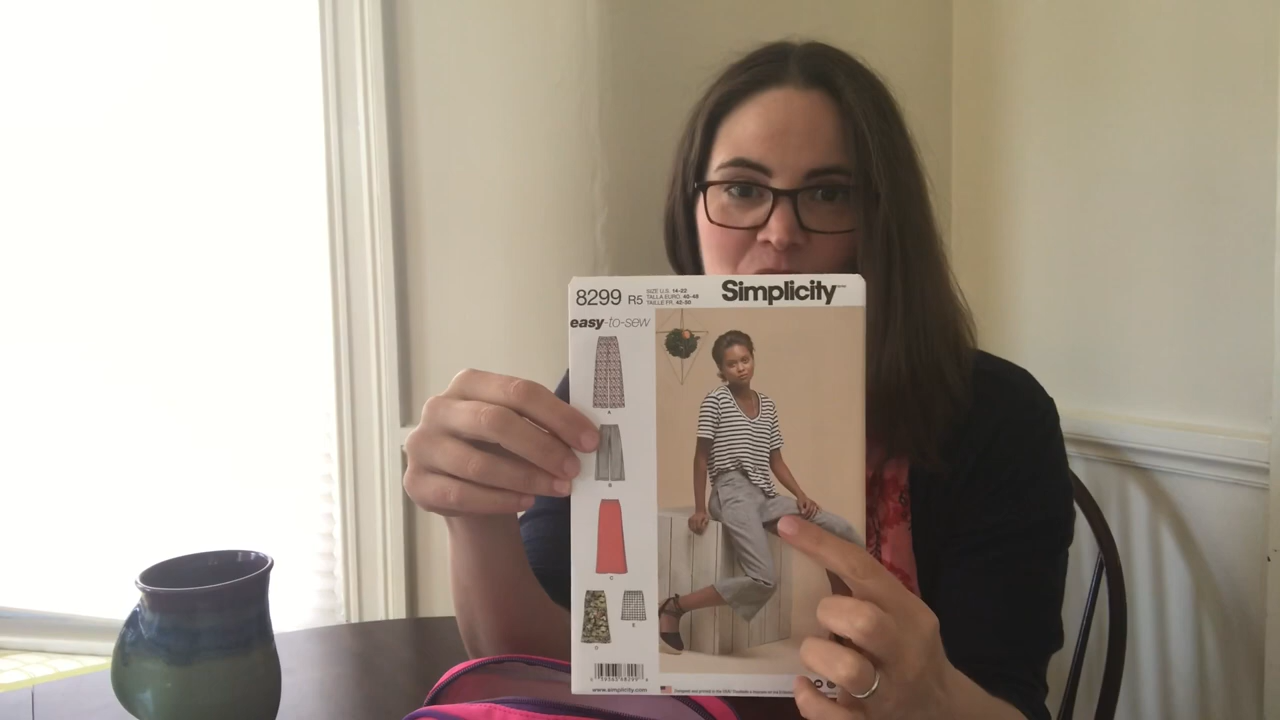 8299 R5
SIZE U.S. 14-22
TALLA EURO. 40-48
TAILLE FR. 42-50
Simplicity
easy-to-sew
A
B
C
D
E
www.simplicity.com